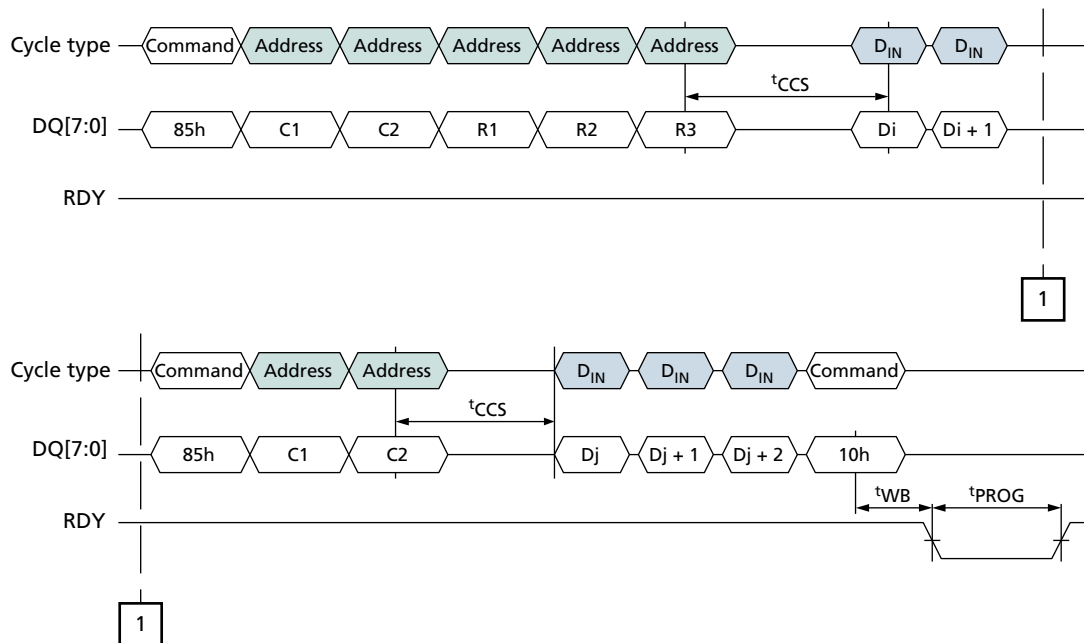 Cycle type Command Address Address Address Address Address DIN DIN
tCCS
DQ[7:0] 85h C1 C2 R1 R2 R3 Di Di + 1
RDY
1
Cycle type Command Address Address DIN DIN DIN Command
tCCS
DQ[7:0] 85h C1 C2 Dj Dj + 1 Dj + 2 10h
tWB tPROG
RDY
1